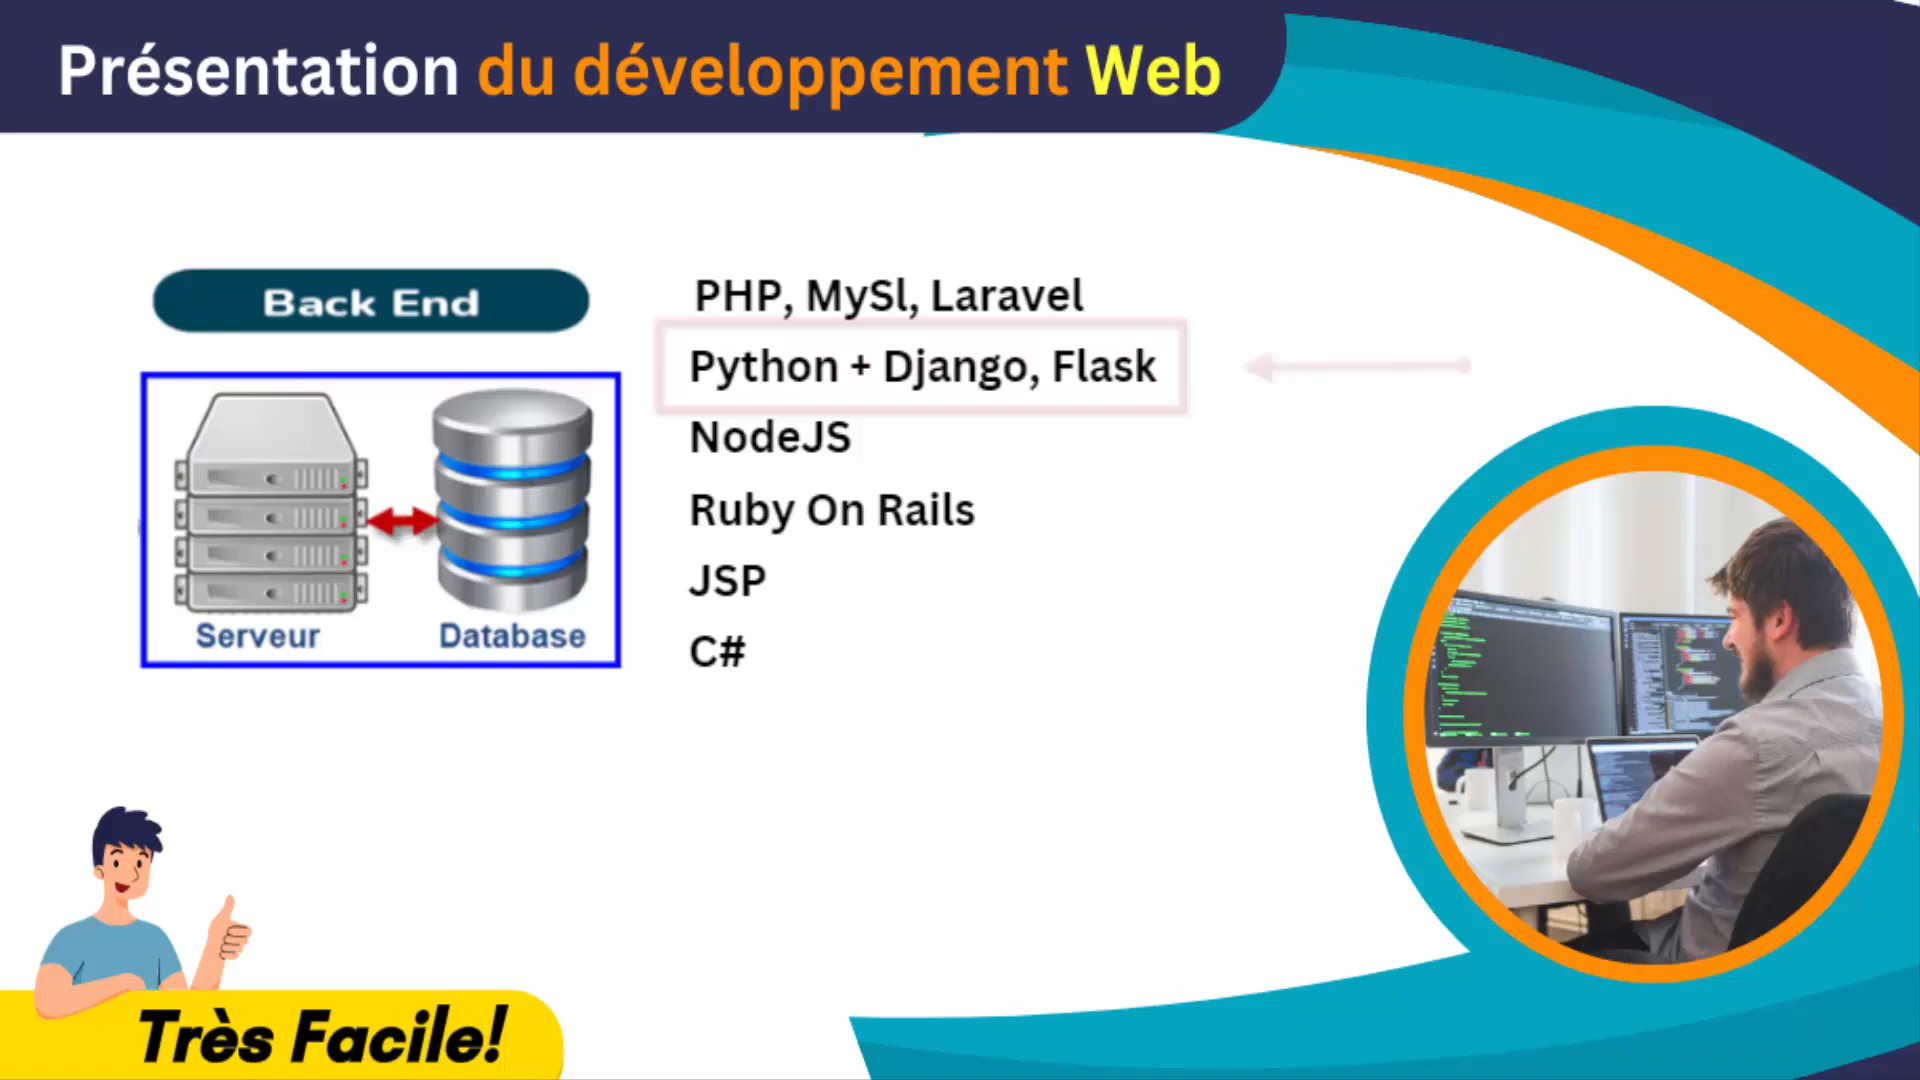 Présentation du développement Web
Back End
Serveur
Database
PHP, MySl, Laravel
Python + Django, Flask
NodeJS
Ruby On Rails
JSP
C#
Très Facile!